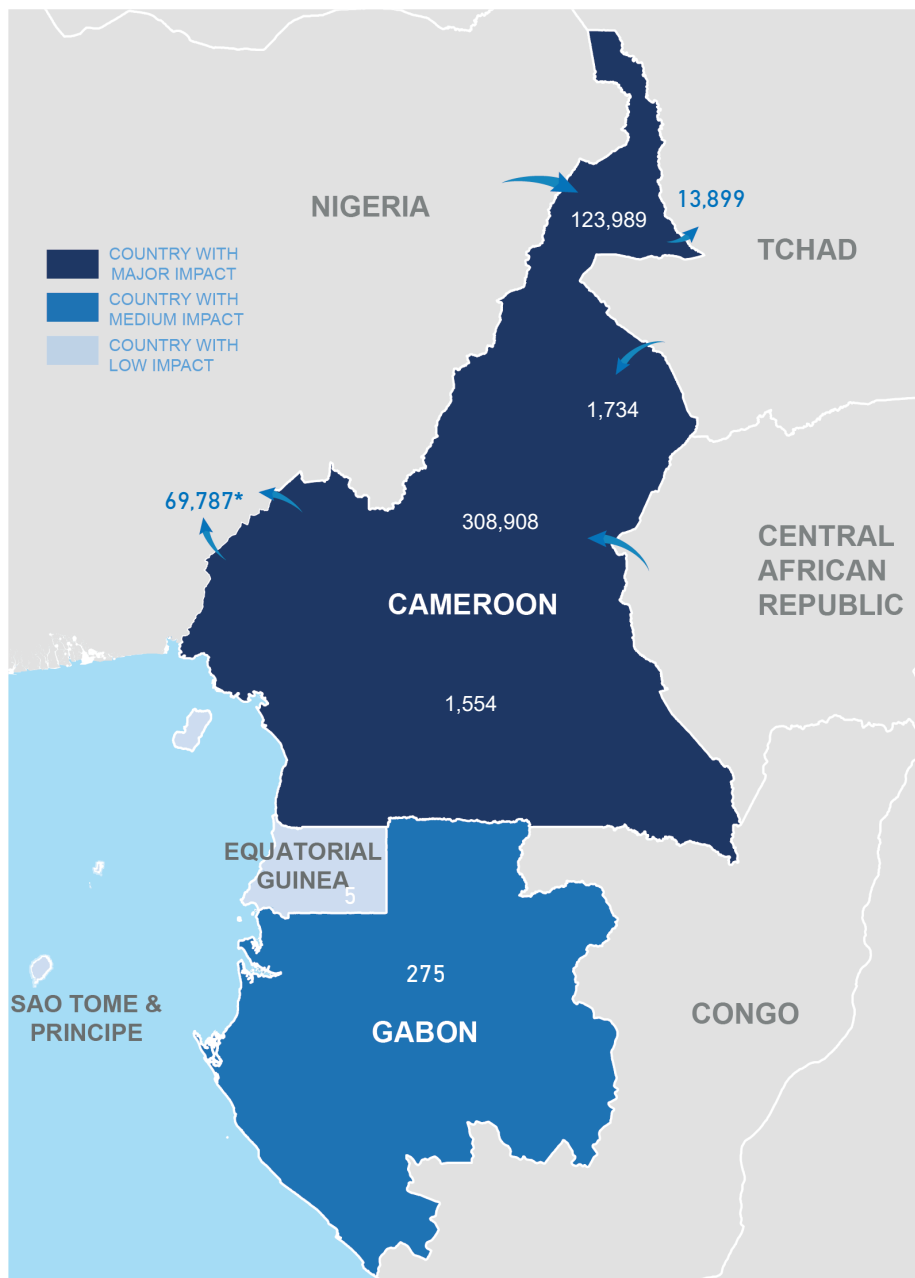 NIGERIA
13,899
123,989
TCHAD
COUNTRY WITH
MAJOR IMPACT
COUNTRY WITH
MEDIUM IMPACT
COUNTRY WITH
LOW IMPACT
1,734
69,787*
308,908
CENTRAL
AFRICAN
REPUBLIC
CAMEROON
1,554
EQUATORIAL
GUINEA
5
275
SAO TOME &
PRINCIPE
GABON
CONGO